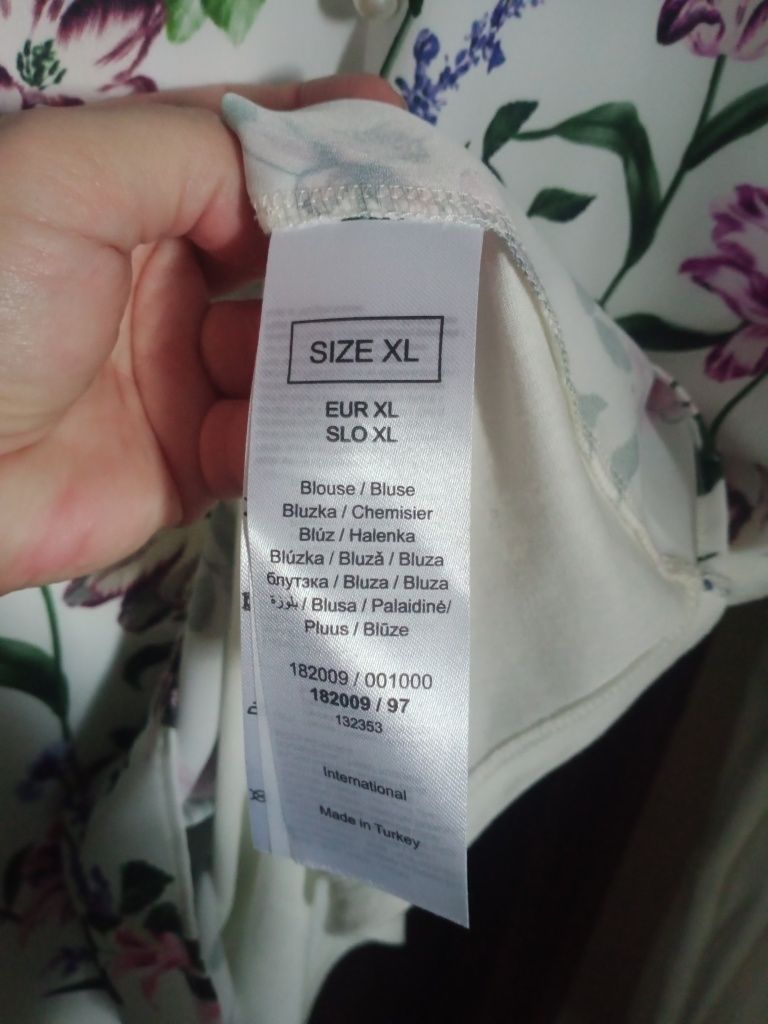 SIZE XL
EUR XL
SLO XL
Blouse / Bluse
Bluzka / Chemisier
Blúz / Halenka
Blúzka / Bluză / Bluza
блутзка / Bluza / Bluza
بلوزة / Blusa / Palaidinė/
Pluus / Blūze
182009 / 001000
182009 / 97
132353
International
Made in Turkey